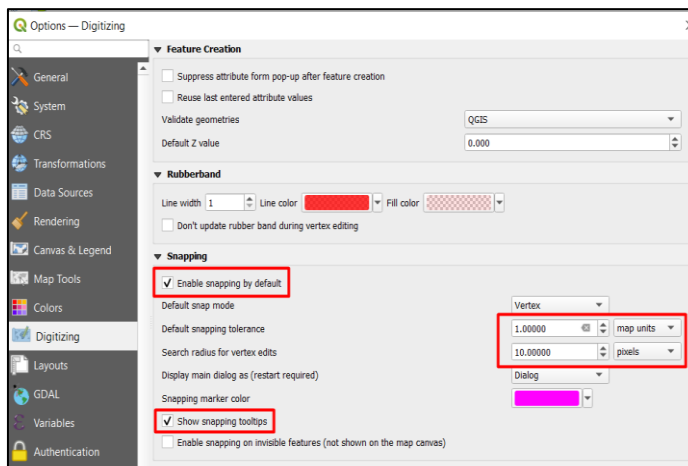 Options — Digitizing
General
System
CRS
Transformations
Data Sources
Rendering
Canvas & Legend
Map Tools
Colors
Digitizing
Layouts
GDAL
Variables
Authentication
Feature Creation
Suppress attribute form pop-up after feature creation
Reuse last entered attribute values
Validate geometries QGIS
Default Z value 0.000
Rubberband
Line width 1 Line color Fill color
Don't update rubber band during vertex editing
Snapping
Enable snapping by default
Default snap mode Vertex
Default snapping tolerance 1.00000 map units
Search radius for vertex edits 10.00000 pixels
Display main dialog as (restart required) Dialog
Snapping marker color
Show snapping tooltips
Enable snapping on invisible features (not shown on the map canvas)